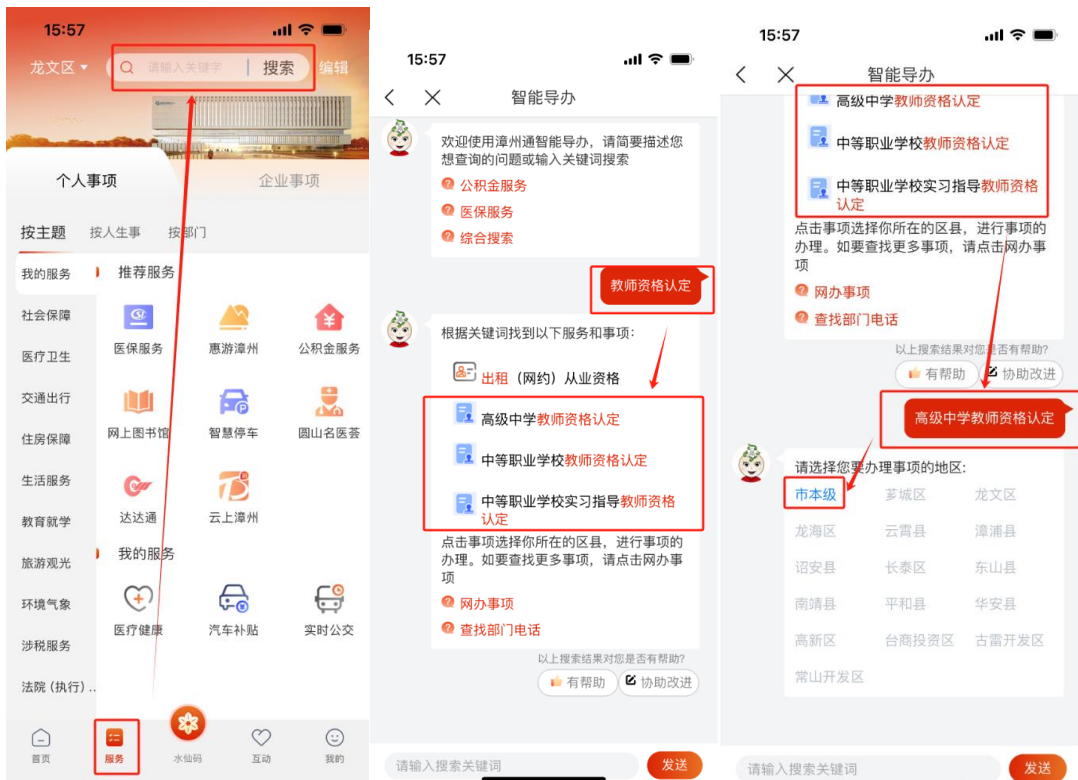 15:57
龙文区
请输入关键字
搜索
编辑
个人事项
企业事项
按主题
按人生事
按部门
我的服务
社会保障
医疗卫生
交通出行
住房保障
生活服务
教育就学
旅游观光
环境气象
涉税服务
法院（执行）...
推荐服务
医保服务
惠游漳州
公积金服务
网上图书馆
智慧停车
圆山名医荟
达达通
云上漳州
我的服务
医疗健康
汽车补贴
实时公交
首页
服务
水仙码
互动
我的
15:57
智能导办
欢迎使用漳州通智能导办，请简要描述您
想查询的问题或输入关键词搜索
公积金服务
医保服务
综合搜索
教师资格认定
根据关键词找到以下服务和事项：
出租（网约）从业资格
高级中学教师资格认定
中等职业学校教师资格认定
中等职业学校实习指导教师资格
认定
点击事项选择你所在的区县，进行事项的
办理。如要查找更多事项，请点击网办事
项
网办事项
查找部门电话
以上搜索结果对您是否有帮助?
有帮助
协助改进
请输入搜索关键词
发送
15:57
智能导办
高级中学教师资格认定
中等职业学校教师资格认定
中等职业学校实习指导教师资格
认定
点击事项选择你所在的区县，进行事项的
办理。如要查找更多事项，请点击网办事
项
网办事项
查找部门电话
以上搜索结果对您是否有帮助?
有帮助
协助改进
高级中学教师资格认定
请选择您要办理事项的地区:
市本级
芗城区
龙文区
龙海区
云霄县
漳浦县
诏安县
长泰区
东山县
南靖县
平和县
华安县
高新区
台商投资区
古雷开发区
常山开发区
请输入搜索关键词
发送